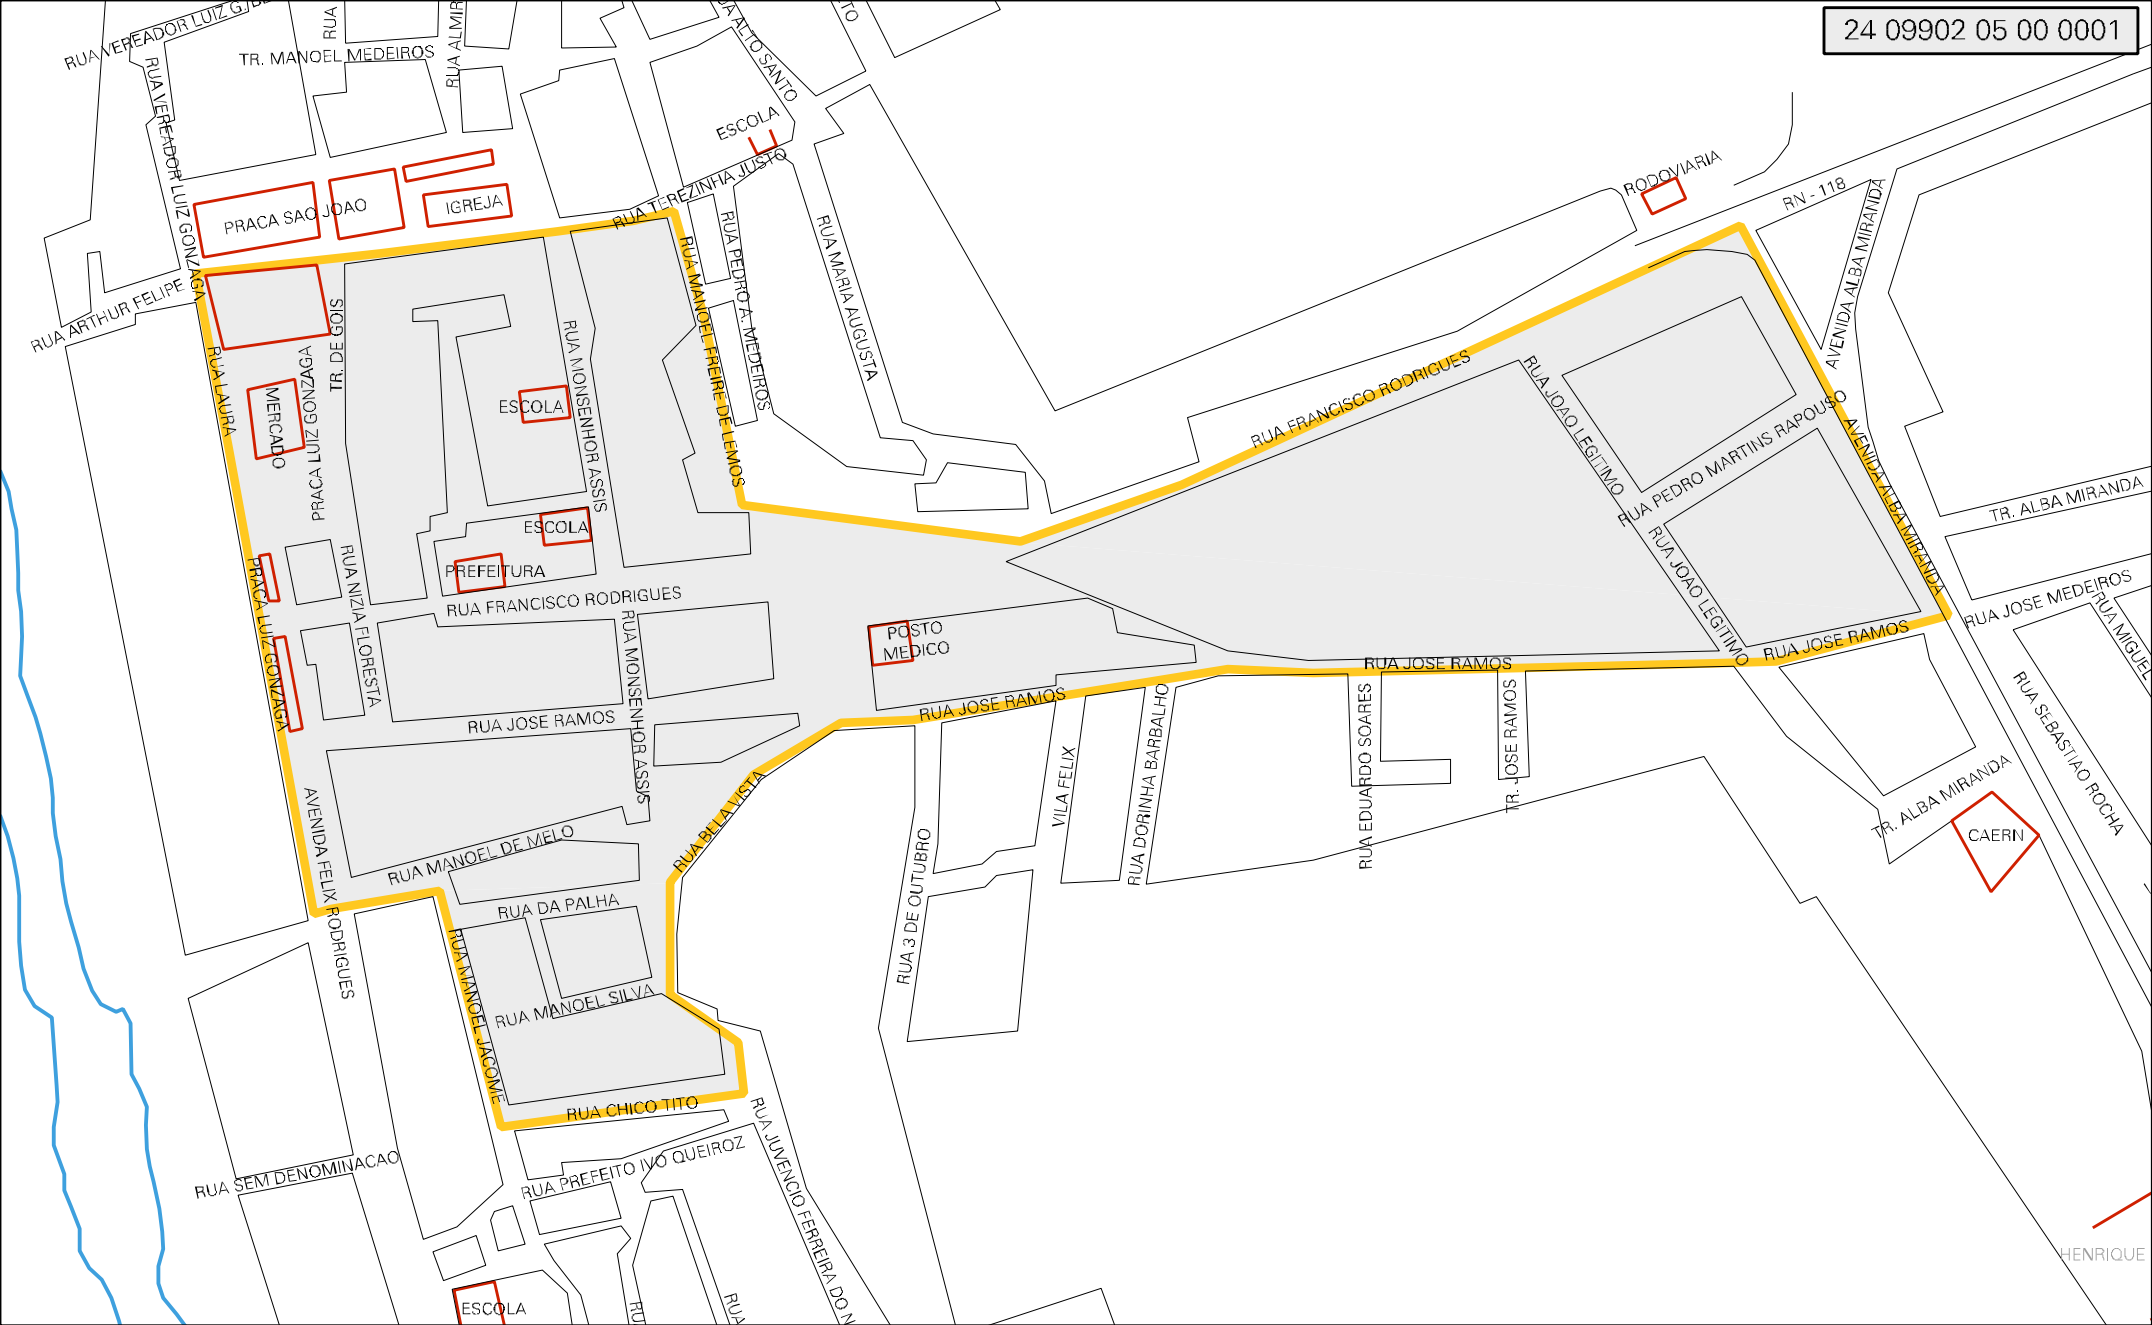 24 09902 05 00 0001
RUA VEREADOR LUIZ G./BE
RUA
RUA ALMIR
RUA ALTO SANTO
TO
TR. MANOEL MEDEIROS
RUA VEREADOR LUIZ GONZAGA
ESCOLA
RODOVIARIA
RN - 118
AVENIDA ALBA MIRANDA
PRACA SAO JOAO
IGREJA
RUA TEREZINHA JUSTO
RUA PEDRO A. MEDEIROS
RUA MARIA AUGUSTA
RUA MANOEL FREIRE DE LEMOS
RUA ARTHUR FELIPE
TR. DE GOIS
RUA LAURA
PRACA LUIZ GONZAGA
MERCADO
RUA MONSENHOR ASSIS
ESCOLA
RUA FRANCISCO RODRIGUES
RUA JOAO LEGITIMO
RUA PEDRO MARTINS RAPOUSO
AVENIDA ALBA MIRANDA
TR. ALBA MIRANDA
ESCOLA
PREFEITURA
RUA NIZIA FLORESTA
PRACA LUIZ GONZAGA
RUA FRANCISCO RODRIGUES
RUA MONSENHOR ASSIS
POSTO
MEDICO
RUA JOAO LEGITIMO
RUA JOSE RAMOS
RUA JOSE RAMOS
RUA JOSE MEDEIROS
RUA MIGUEL
RUA SEBASTIAO ROCHA
RUA JOSE RAMOS
RUA JOSE RAMOS
VILA FELIX
RUA DORINHA BARBALHO
RUA EDUARDO SOARES
TR. JOSE RAMOS
TR. ALBA MIRANDA
CAERN
RUA BLLA VISTA
AVENIDA FELIX RODRIGUES
RUA MANOEL DE MELO
RUA DA PALHA
RUA 3 DE OUTUBRO
RUA MANOEL JACOME
RUA MANOEL SILVA
RUA CHICO TITO
RUA SEM DENOMINACAO
RUA PREFEITO IVO QUEIROZ
RUA JUVENCIO FERREIRA DO N
HENRIQUE
ESCOLA
RU
RUA